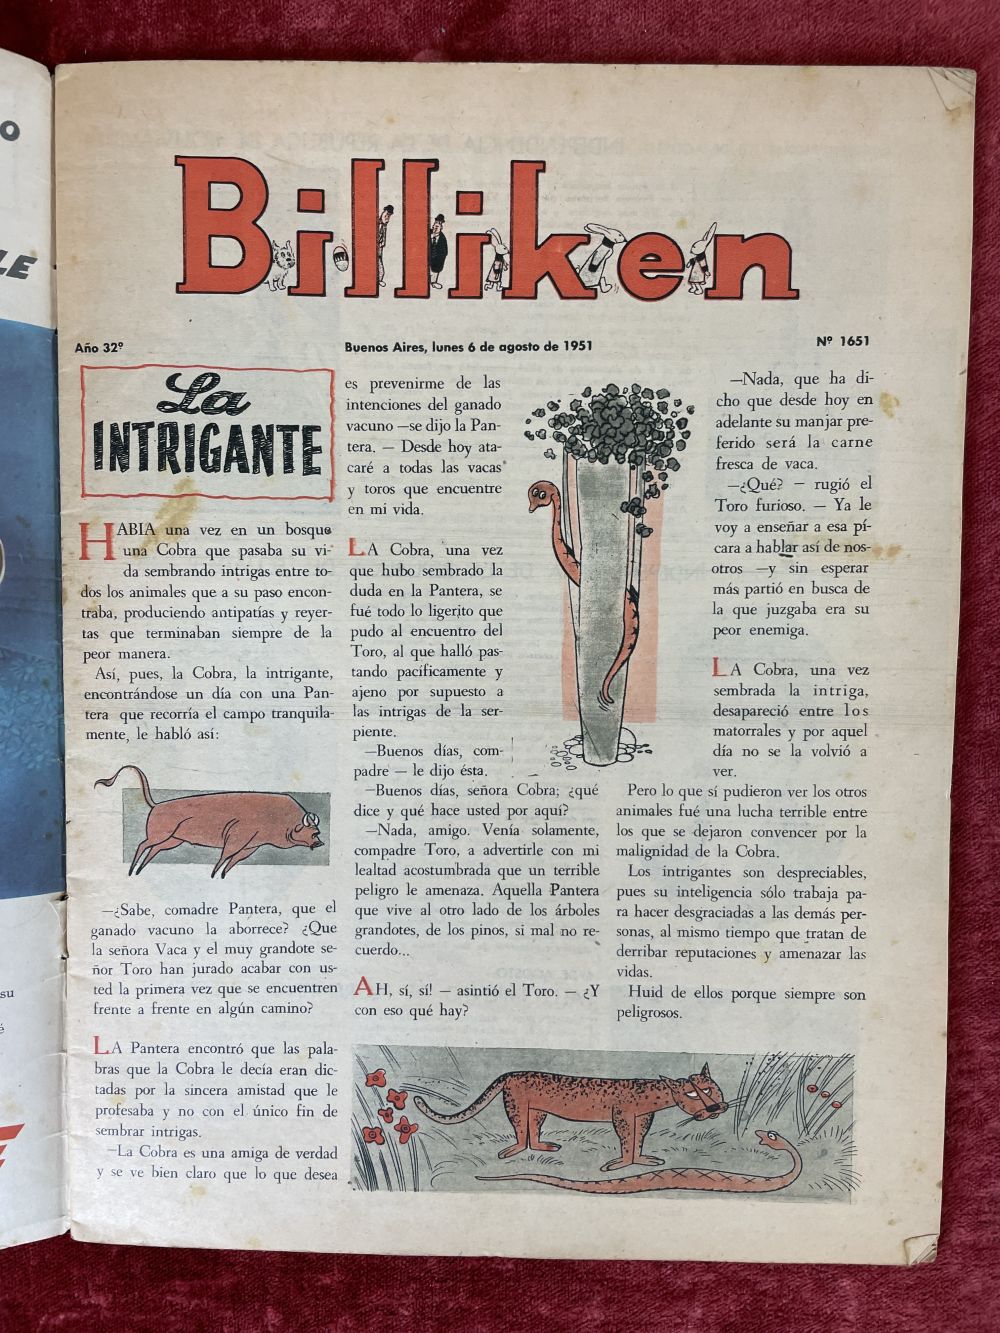 O
LE
su
é
Billiken
Año 32º
Buenos Aires, lunes 6 de agosto de 1951
Nº 1651
La
INTRIGANTE
HABIA una vez en un bosque
una Cobra que pasaba su vi-
da sembrando intrigas entre to-
dos los animales que a su paso encon-
traba, produciendo antipatías y reyer-
tas que terminaban siempre de la
peor manera.
Así, pues, la Cobra, la intrigante,
encontrándose un día con una Pan-
tera que recorría el campo tranquila-
mente, le habló así:
—¿Sabe, comadre Pantera, que el
ganado vacuno la aborrece? ¿Que
la señora Vaca y el muy grandote se-
ñor Toro han jurado acabar con us-
ted la primera vez que se encuentren
frente a frente en algún camino?
LA Pantera encontró que las pala-
bras que la Cobra le decía eran dic-
tadas por la sincera amistad que le
profesaba y no con el único fin de
sembrar intrigas.
—La Cobra es una amiga de verdad
y se ve bien claro que lo que desea
es prevenirme de las
intenciones del ganado
vacuno —se dijo la Pan-
tera. — Desde hoy ata-
caré a todas las vacas
y toros que encuentre
en mi vida.
LA Cobra, una vez
que hubo sembrado la
duda en la Pantera, se
fué todo lo ligerito que
pudo al encuentro del
Toro, al que halló pas-
tando pacíficamente y
ajeno por supuesto a
las intrigas de la ser-
piente.
—Buenos días, com-
padre — le dijo ésta.
—Buenos días, señora Cobra; ¿qué
dice y qué hace usted por aquí?
—Nada, amigo. Venía solamente,
compadre Toro, a advertirle con mi
lealtad acostumbrada que un terrible
peligro le amenaza. Aquella Pantera
que vive al otro lado de los árboles
grandotes, de los pinos, si mal no re-
cuerdo...
AH, sí, sí! — asintió el Toro. — ¿Y
con eso qué hay?
—Nada, que ha di-
cho que desde hoy en
adelante su manjar pre-
ferido será la carne
fresca de vaca.
—¿Qué? — rugió el
Toro furioso. — Ya le
voy a enseñar a esa pí-
cara a hablar así de nos-
otros —y sin esperar
más partió en busca de
la que juzgaba era su
peor enemiga.
LA Cobra, una vez
sembrada la intriga,
desapareció entre los
matorrales y por aquel
día no se la volvió a
ver.
Pero lo que sí pudieron ver los otros
animales fué una lucha terrible entre
los que se dejaron convencer por la
malignidad de la Cobra.
Los intrigantes son despreciables,
pues su inteligencia sólo trabaja pa-
ra hacer desgraciadas a las demás per-
sonas, al mismo tiempo que tratan de
derribar reputaciones y amenazar las
vidas.
Huid de ellos porque siempre son
peligrosos.